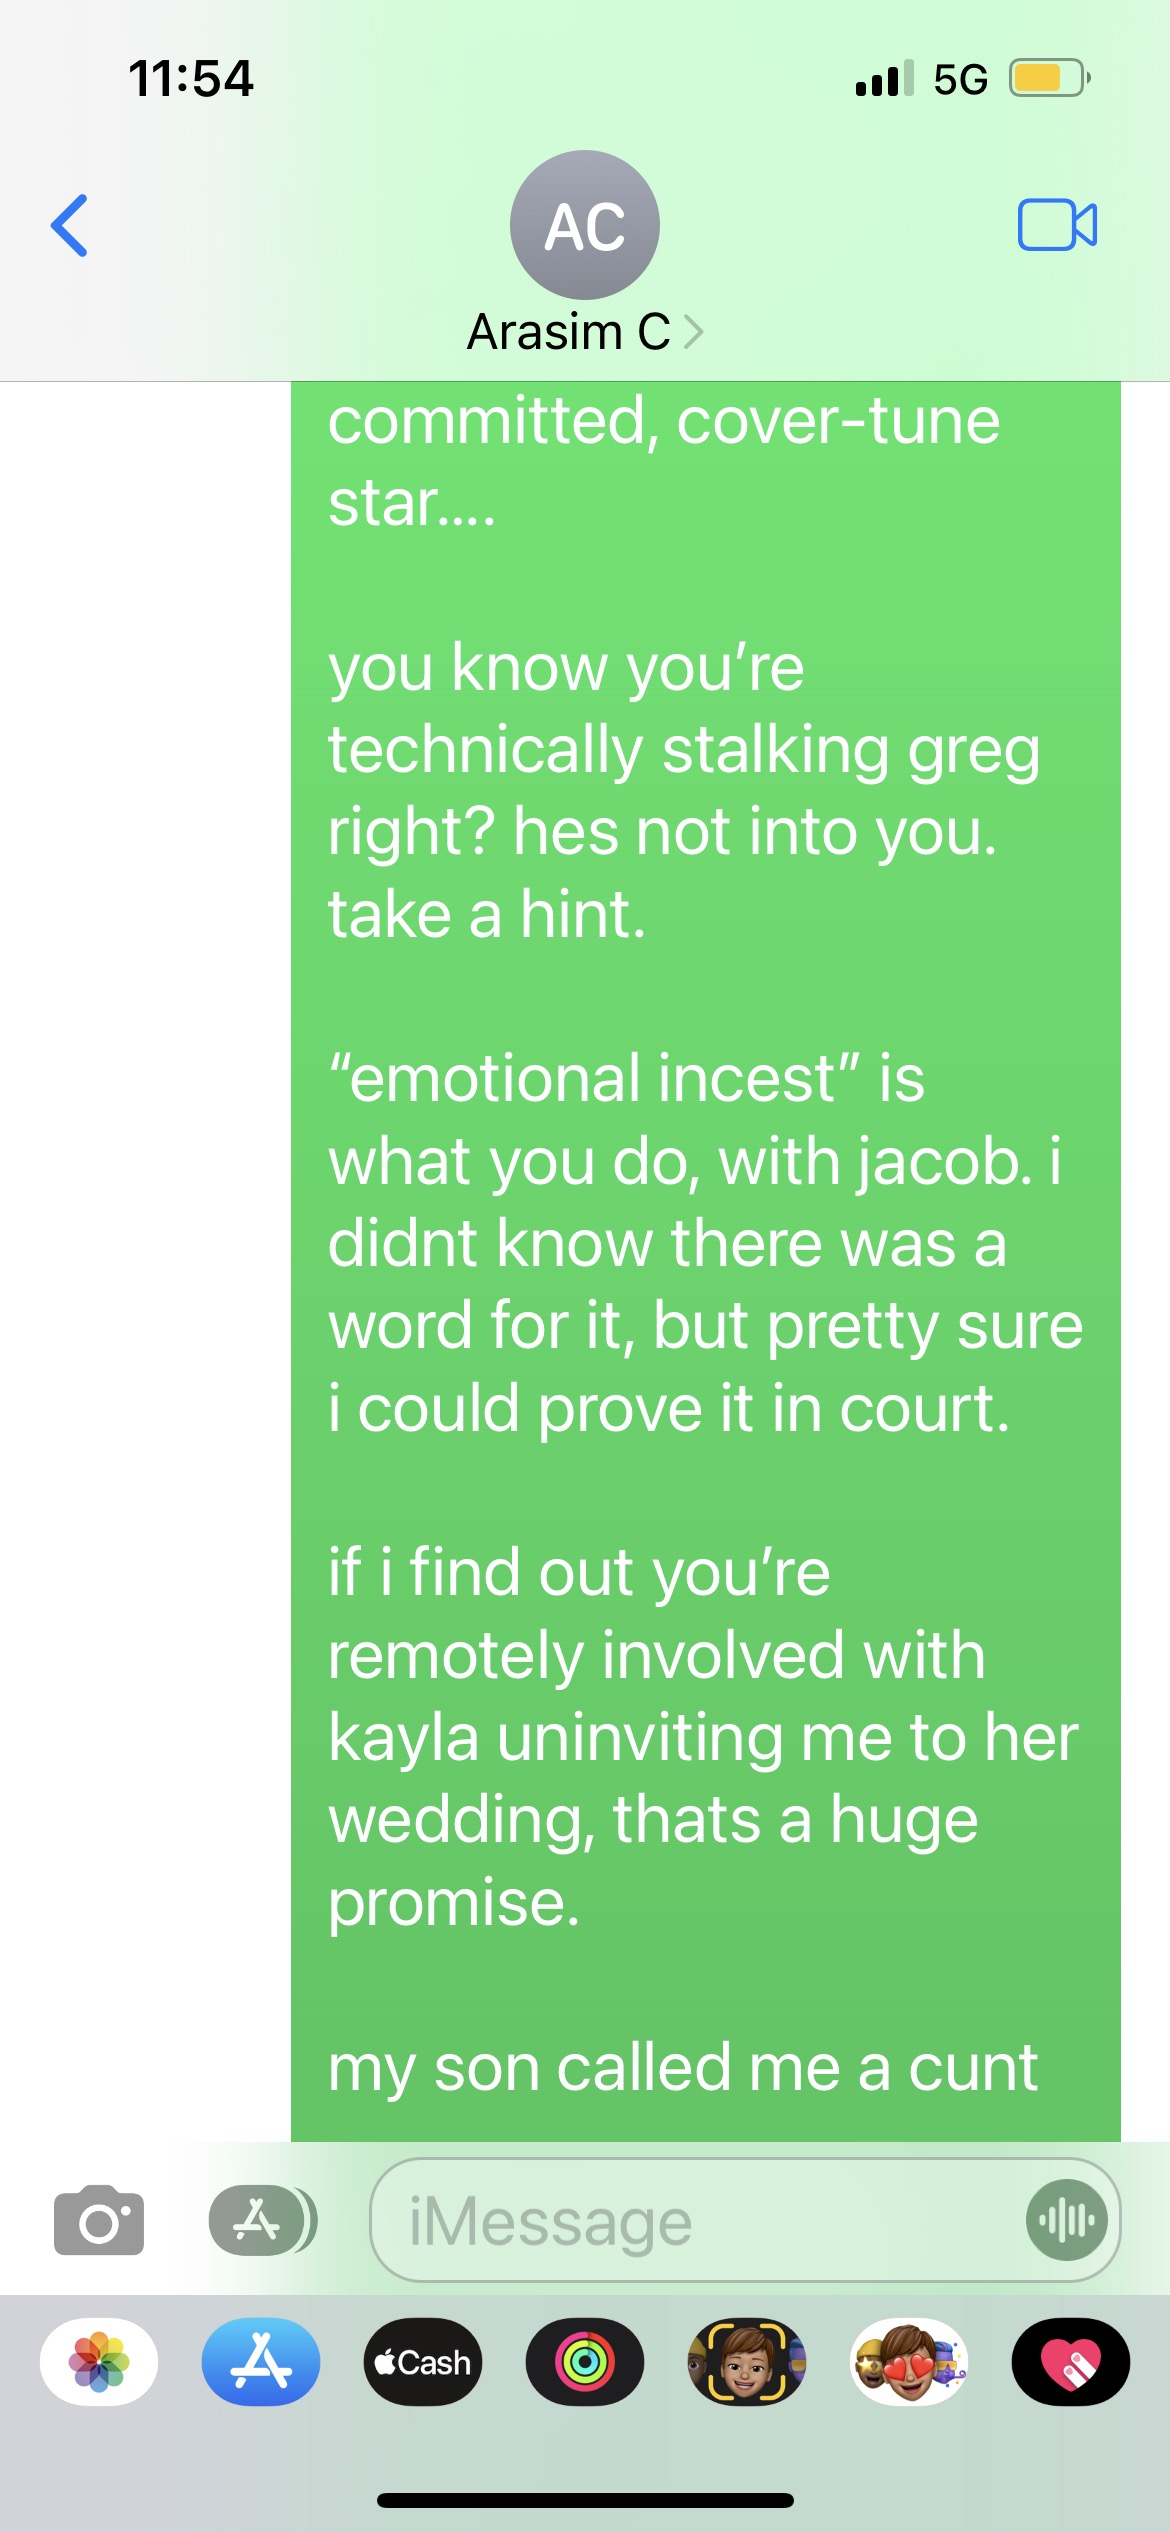 11:54
5G
AC
Arasim C
committed, cover-tune
star....
you know you’re
technically stalking greg
right? hes not into you.
take a hint.
“emotional incest” is
what you do, with jacob. i
didnt know there was a
word for it, but pretty sure
i could prove it in court.
if i find out you’re
remotely involved with
kayla uninviting me to her
wedding, thats a huge
promise.
my son called me a cunt
iMessage
Cash